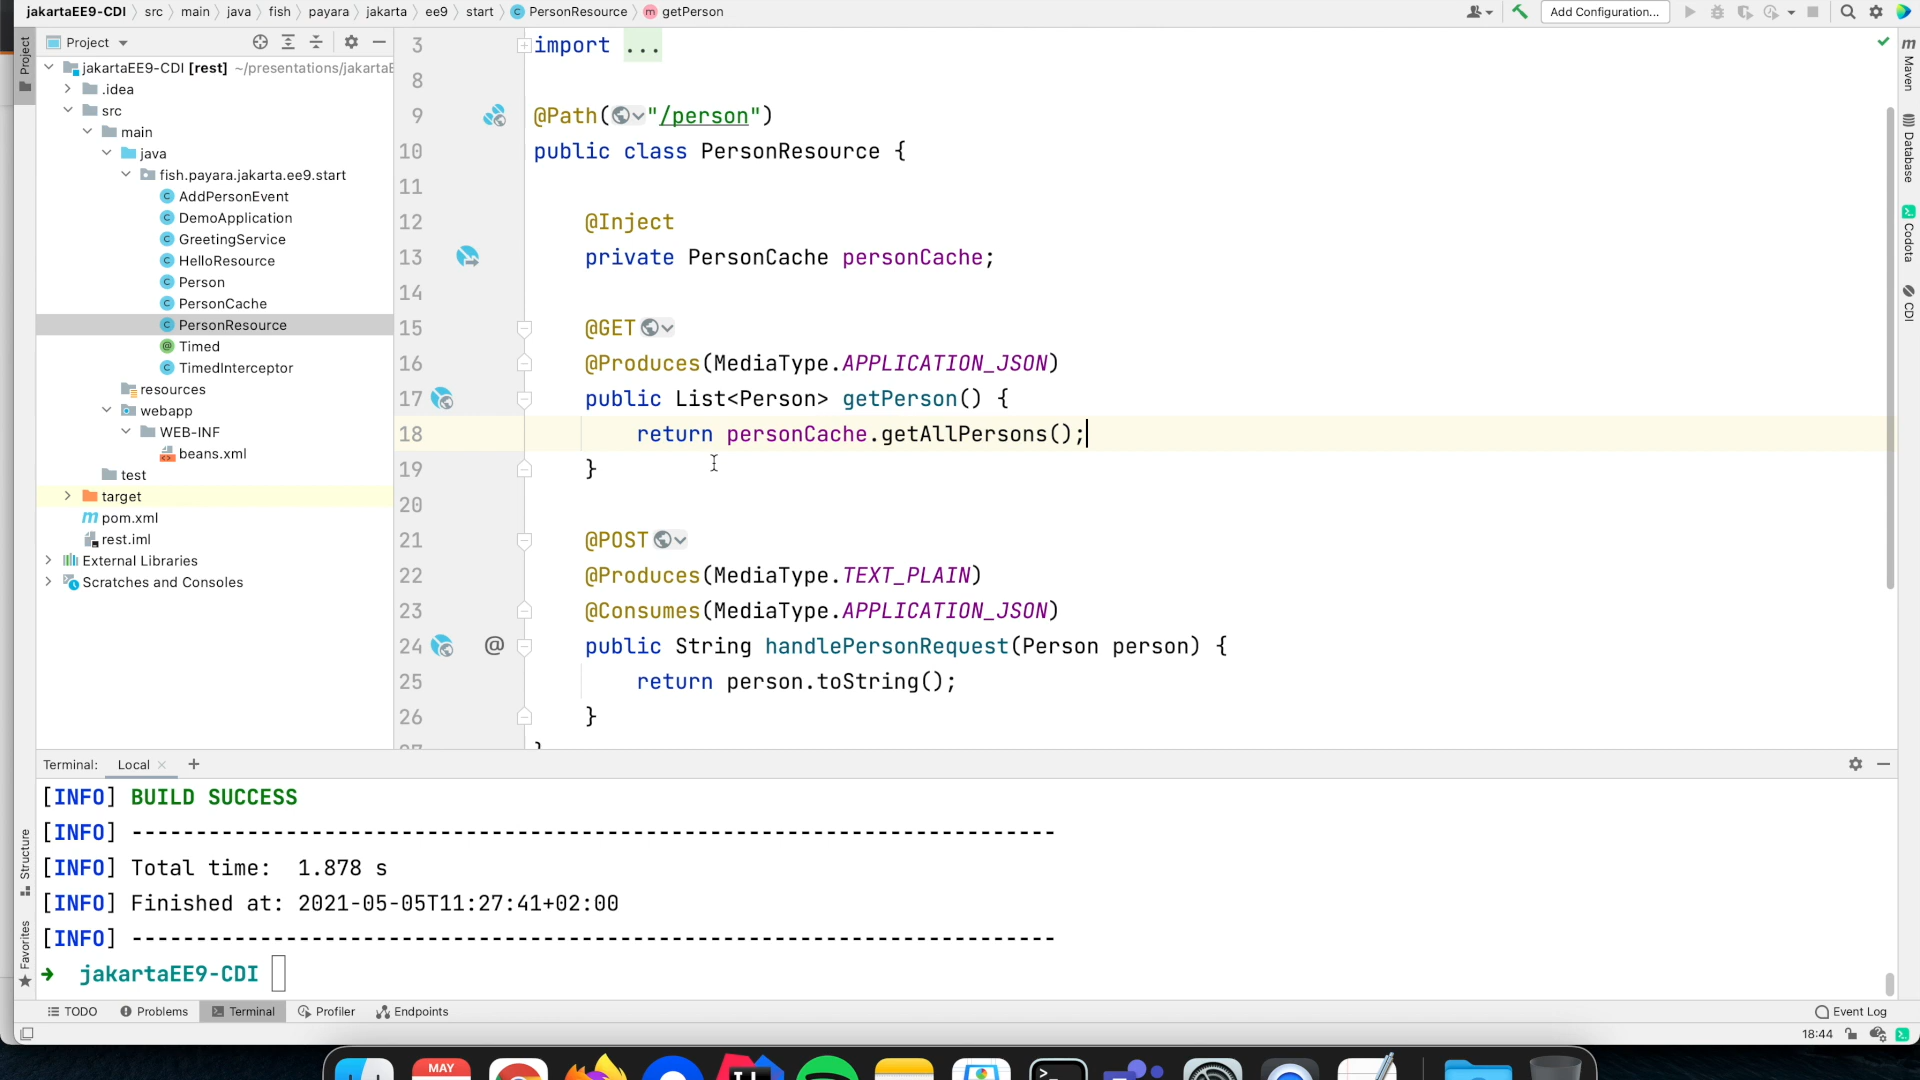 jakartaEE9-CDI src main java fish payara jakarta ee9 start PersonResource getPerson Add Configuration...
Project
jakartaEE9-CDI [rest] ~/presentations/jakartaE
.idea
src
main
java
fish.payara.jakarta.ee9.start
AddPersonEvent
DemoApplication
GreetingService
HelloResource
Person
PersonCache
PersonResource
Timed
TimedInterceptor
resources
webapp
WEB-INF
beans.xml
test
target
pom.xml
rest.iml
External Libraries
Scratches and Consoles
3 import ...
8
9 @Path("/person")
10 public class PersonResource {
11
12 @Inject
13 private PersonCache personCache;
14
15 @GET
16 @Produces(MediaType.APPLICATION_JSON)
17 public List<Person> getPerson() {
18 return personCache.getAllPersons();
19 }
20
21 @POST
22 @Produces(MediaType.TEXT_PLAIN)
23 @Consumes(MediaType.APPLICATION_JSON)
24 @ public String handlePersonRequest(Person person) {
25 return person.toString();
26 }
Project
Structure
Favorites
Maven
Database
Codota
CDI
Terminal: Local
[INFO] BUILD SUCCESS
[INFO] ------------------------------------------------------------------------
[INFO] Total time:  1.878 s
[INFO] Finished at: 2021-05-05T11:27:41+02:00
[INFO] ------------------------------------------------------------------------
jakartaEE9-CDI
TODO Problems Terminal Profiler Endpoints Event Log
18:44
MAY